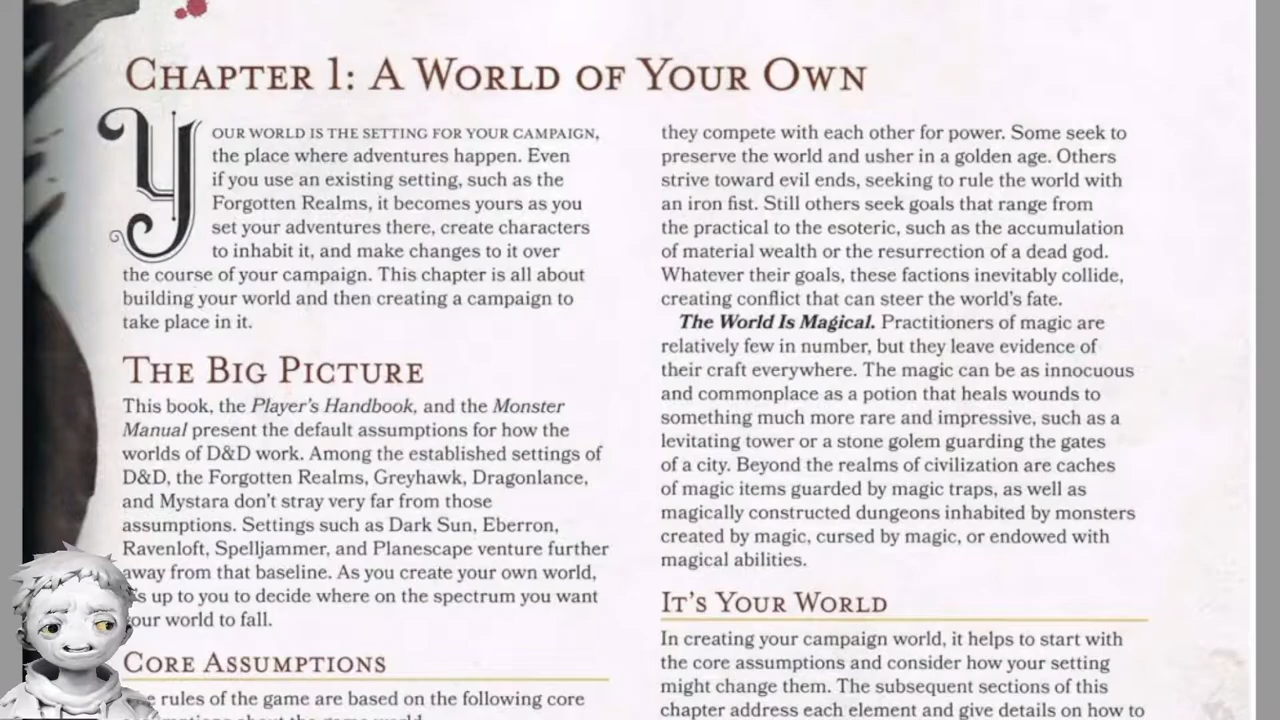 CHAPTER 1: A WORLD OF YOUR OWN
YOUR WORLD IS THE SETTING FOR YOUR CAMPAIGN,
the place where adventures happen. Even
if you use an existing setting, such as the
Forgotten Realms, it becomes yours as you
set your adventures there, create characters
to inhabit it, and make changes to it over
the course of your campaign. This chapter is all about
building your world and then creating a campaign to
take place in it.
THE BIG PICTURE
This book, the Player's Handbook, and the Monster
Manual present the default assumptions for how the
worlds of D&D work. Among the established settings of
D&D, the Forgotten Realms, Greyhawk, Dragonlance,
and Mystara don't stray very far from those
assumptions. Settings such as Dark Sun, Eberron,
Ravenloft, Spelljammer, and Planescape venture further
away from that baseline. As you create your own world,
it's up to you to decide where on the spectrum you want
your world to fall.
CORE ASSUMPTIONS
rules of the game are based on the following core
about the game world.
they compete with each other for power. Some seek to
preserve the world and usher in a golden age. Others
strive toward evil ends, seeking to rule the world with
an iron fist. Still others seek goals that range from
the practical to the esoteric, such as the accumulation
of material wealth or the resurrection of a dead god.
Whatever their goals, these factions inevitably collide,
creating conflict that can steer the world's fate.
The World Is Magical. Practitioners of magic are
relatively few in number, but they leave evidence of
their craft everywhere. The magic can be as innocuous
and commonplace as a potion that heals wounds to
something much more rare and impressive, such as a
levitating tower or a stone golem guarding the gates
of a city. Beyond the realms of civilization are caches
of magic items guarded by magic traps, as well as
magically constructed dungeons inhabited by monsters
created by magic, cursed by magic, or endowed with
magical abilities.
IT'S YOUR WORLD
In creating your campaign world, it helps to start with
the core assumptions and consider how your setting
might change them. The subsequent sections of this
chapter address each element and give details on how to